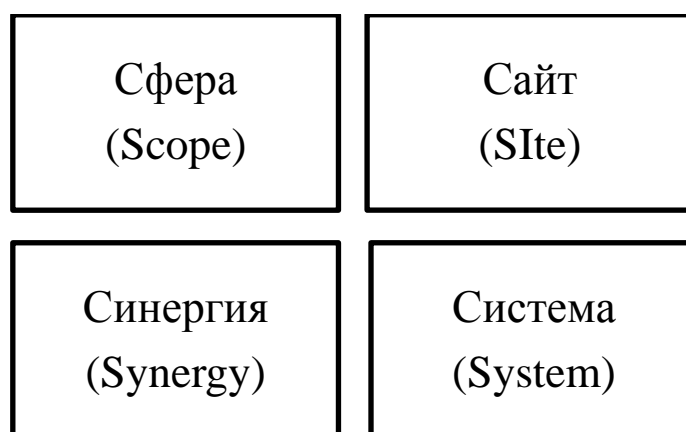 Сфера
(Scope)
Сайт
(SIte)
Синергия
(Synergy)
Система
(System)